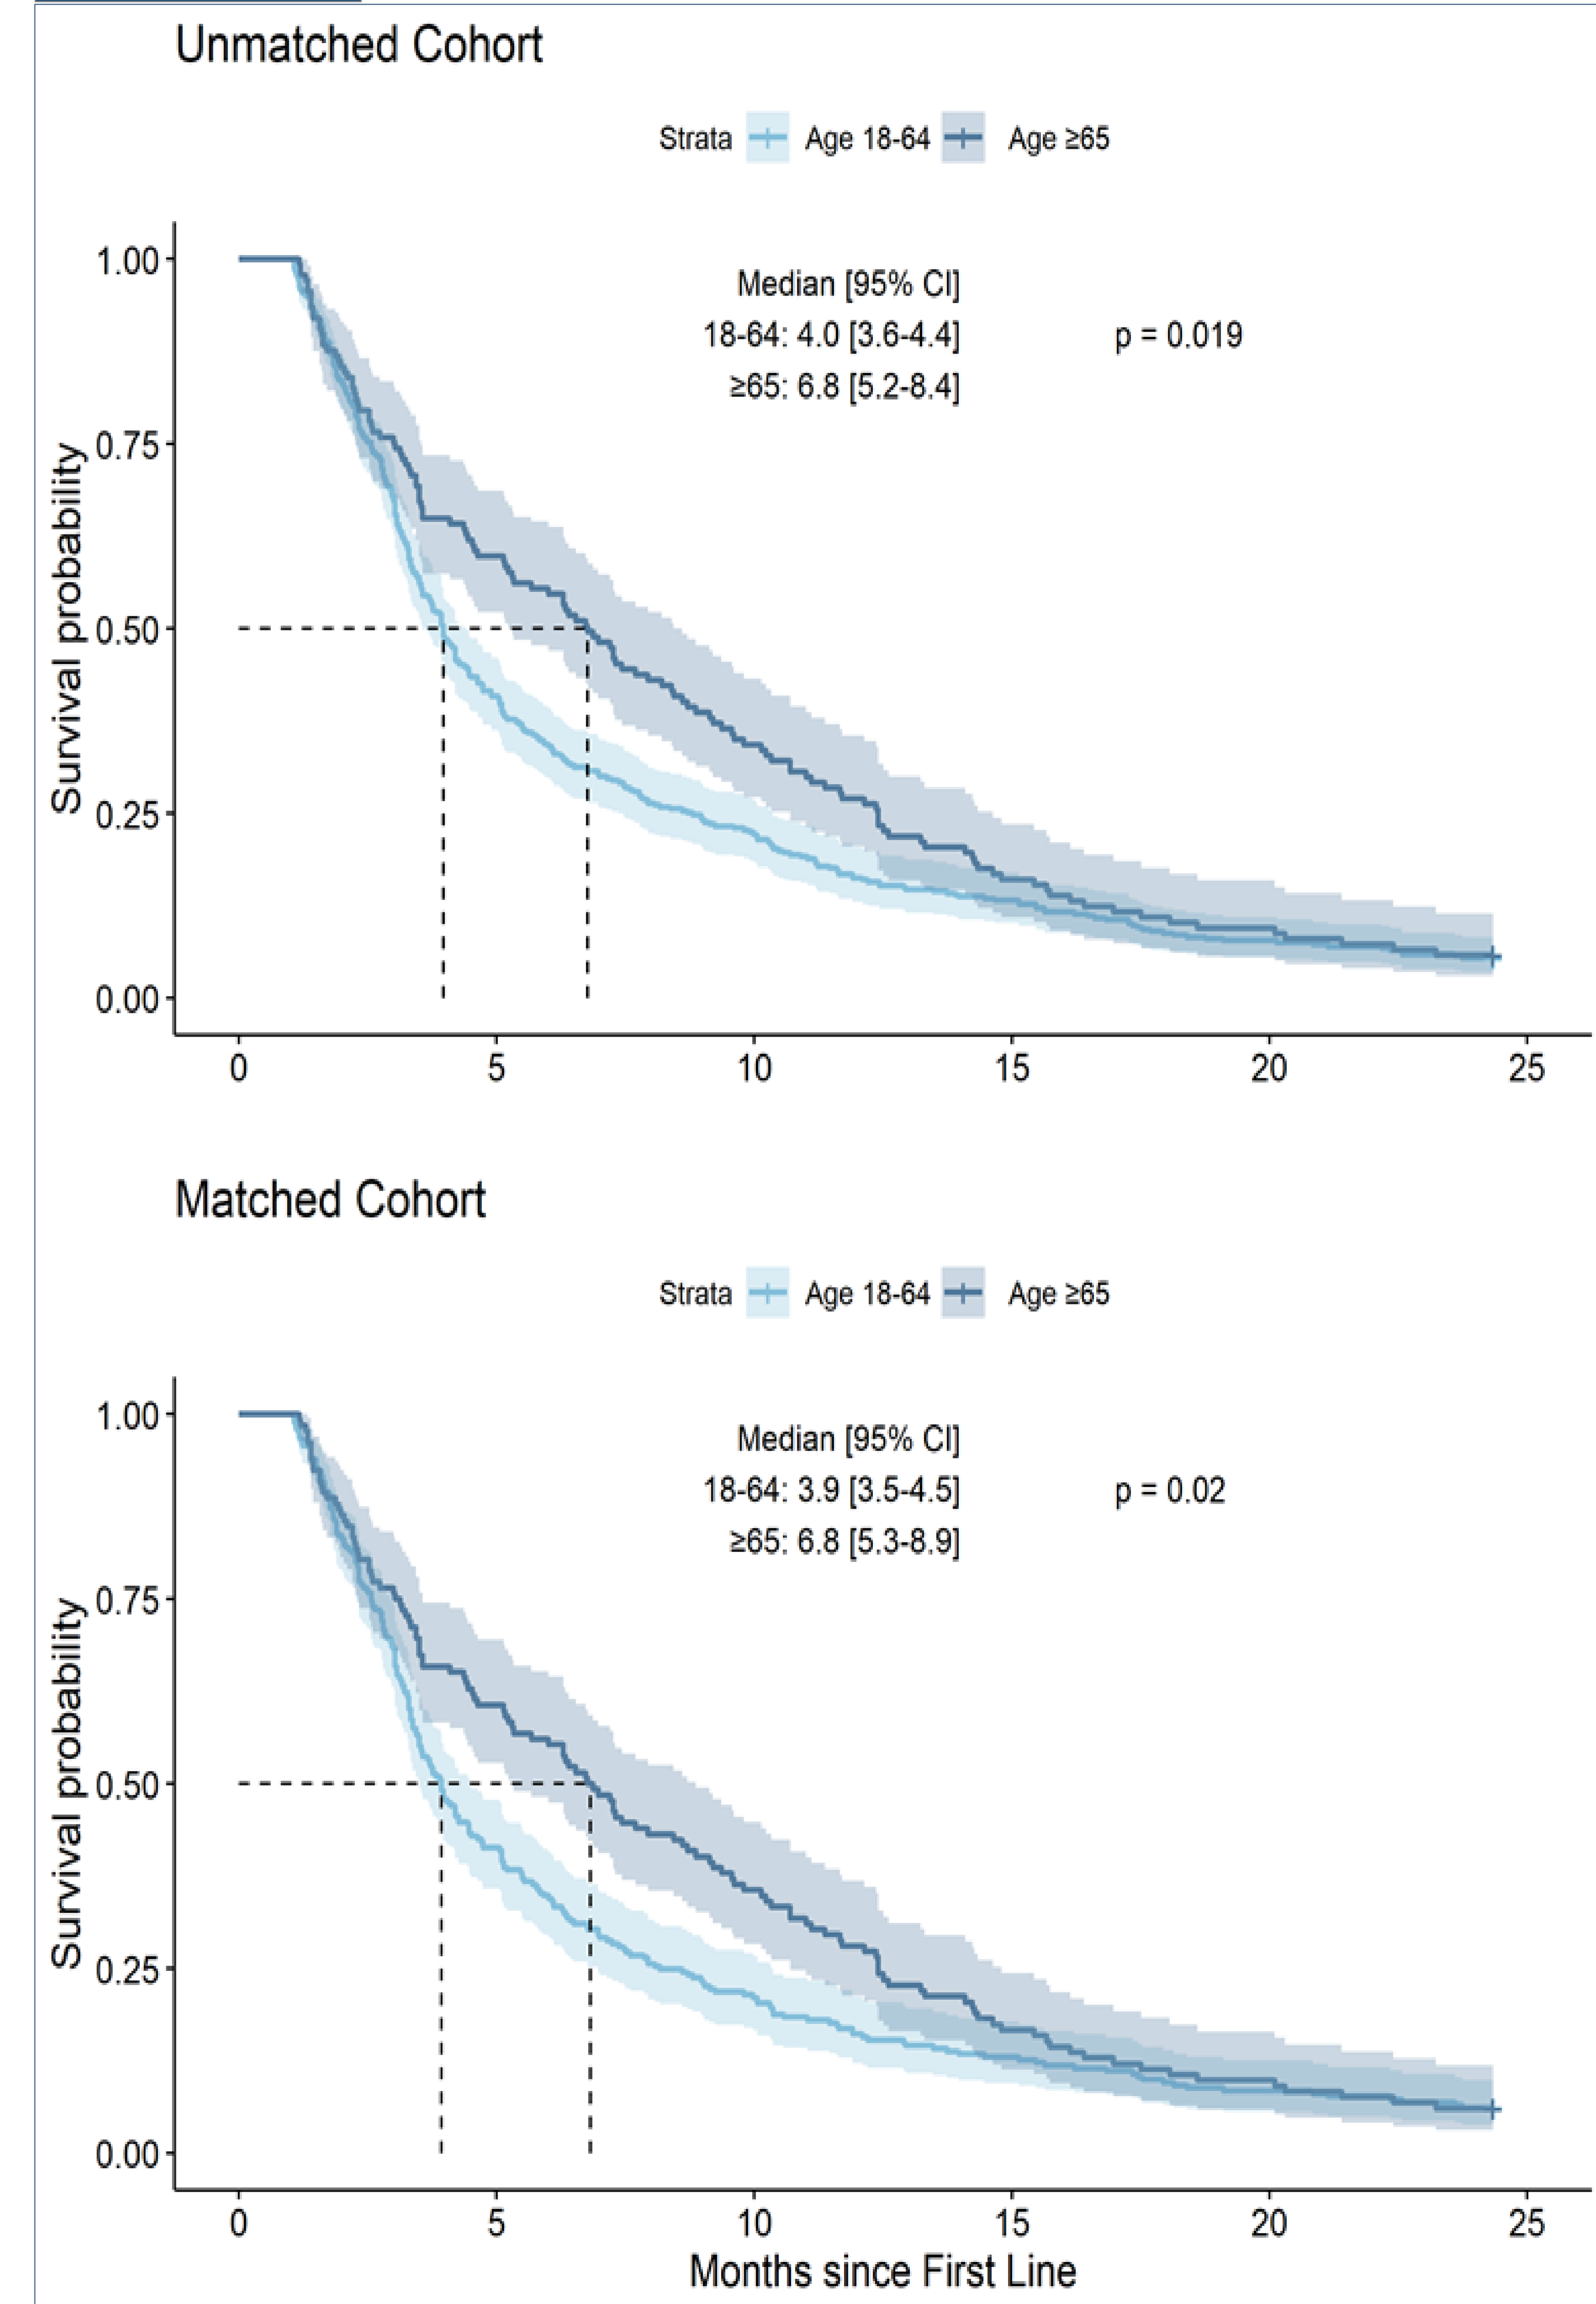 Unmatched Cohort
Strata Age 18-64 Age ≥65
Median [95% CI]
18-64: 4.0 [3.6-4.4] p = 0.019
≥65: 6.8 [5.2-8.4]
Survival probability
1.00
0.75
0.50
0.25
0.00
0 5 10 15 20 25
Matched Cohort
Strata Age 18-64 Age ≥65
Median [95% CI]
18-64: 3.9 [3.5-4.5] p = 0.02
≥65: 6.8 [5.3-8.9]
Survival probability
1.00
0.75
0.50
0.25
0.00
0 5 10 15 20 25
Months since First Line